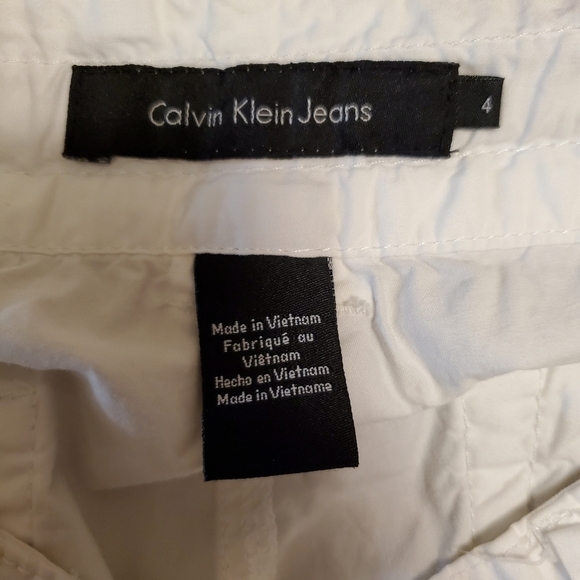 Calvin Klein Jeans
4
Made in Vietnam
Fabriqué au
Viêtnam
Hecho en Vietnam
Made in Vietname